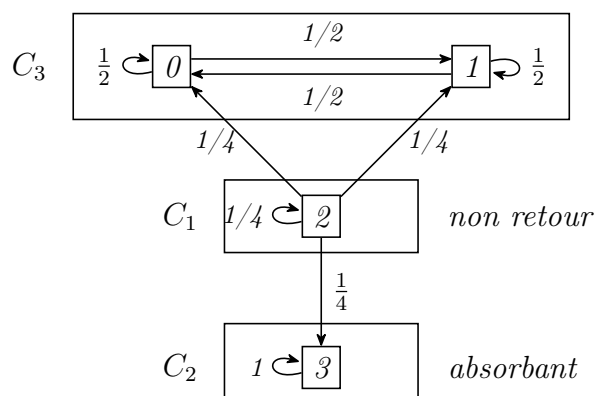 1/2
C₃ 1/2 0 1 1/2
1/2
1/4 1/4
C₁ 1/4 2 non retour
1/4
C₂ 1 3 absorbant